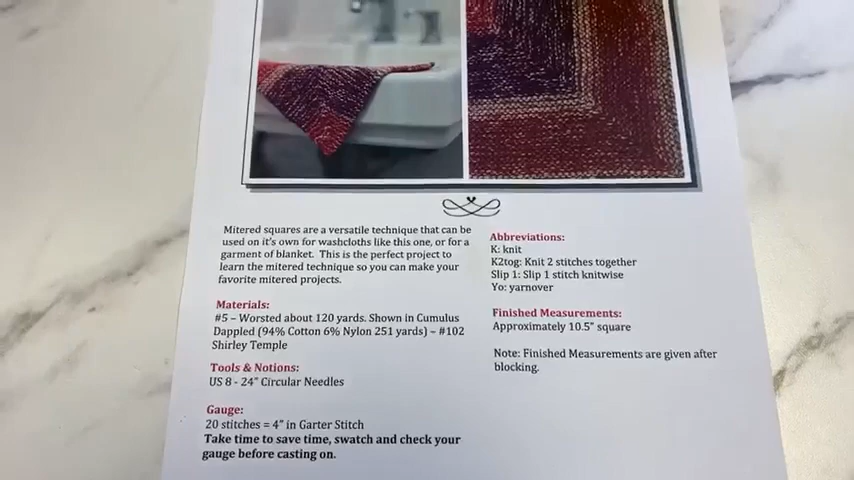 Mitered squares are a versatile technique that can be
used on it's own for washcloths like this one, or for a
garment of blanket. This is the perfect project to
learn the mitered technique so you can make your
favorite mitered projects.
Materials:
#5 – Worsted about 120 yards. Shown in Cumulus
Dappled (94% Cotton 6% Nylon 251 yards) – #102
Shirley Temple
Tools & Notions:
US 8 - 24" Circular Needles
Gauge:
20 stitches = 4" in Garter Stitch
Take time to save time, swatch and check your
gauge before casting on.
Abbreviations:
K: knit
K2tog: Knit 2 stitches together
Slip 1: Slip 1 stitch knitwise
Yo: yarnover
Finished Measurements:
Approximately 10.5" square
Note: Finished Measurements are given after
blocking.